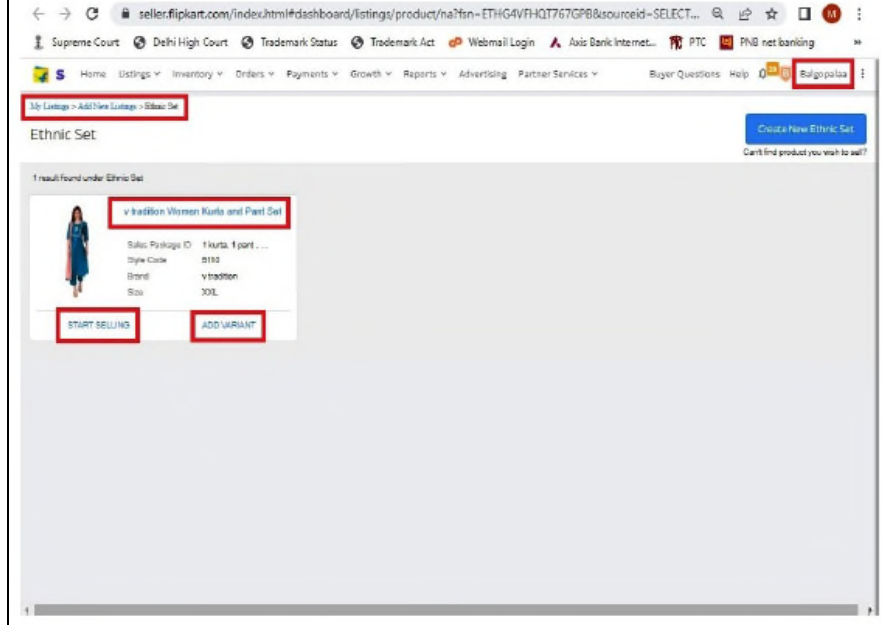 seller.flipkart.com/index.html#dashboard/listings/product/na?fsn=ETHG4VFHQT767GPB&sourceid=SELECT...
Supreme Court Delhi High Court Trademark Status Trademark Act Webmail Login Axis Bank Internet... PTC PNB net banking »
S Home Listings Inventory Orders Payments Growth Reports Advertising Partner Services Buyer Questions Help Balgopalaa
My Listings > Add New Listings > Ethnic Set
Ethnic Set
Create New Ethnic Set
Can't find product you wish to sell?
1 result found under Ethnic Set
v tradition Women Kurta and Pant Set
Sales Package ID 1 kurta, 1 pant , ...
Style Code
Brand v tradition
Size XXL
START SELLING ADD VARIANT